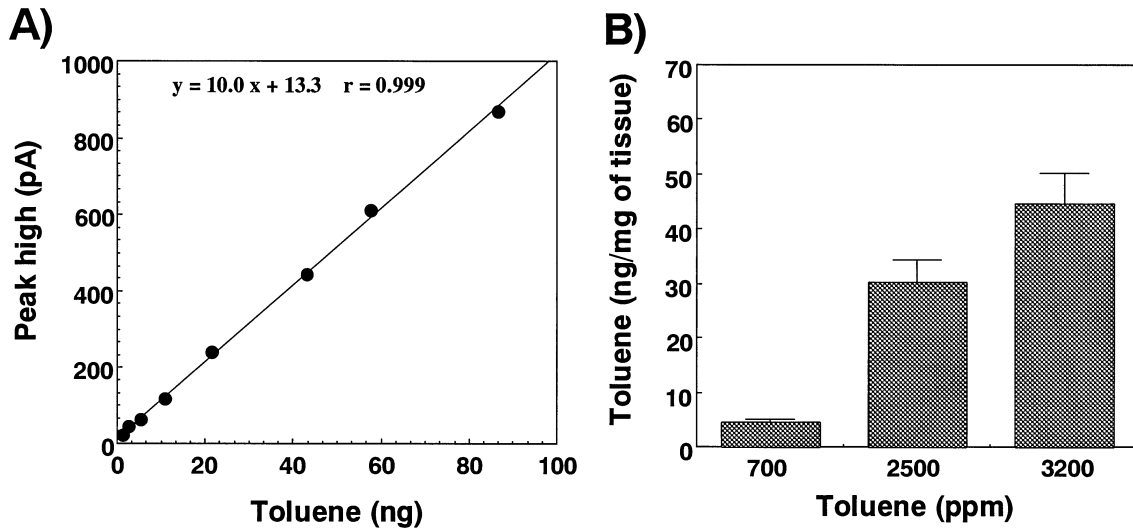 A)
1000
800
600
400
200
0
Peak high (pA)
y = 10.0 x + 13.3 r = 0.999
0 20 40 60 80 100
Toluene (ng)
B)
70
60
50
40
30
20
10
0
Toluene (ng/mg of tissue)
700 2500 3200
Toluene (ppm)